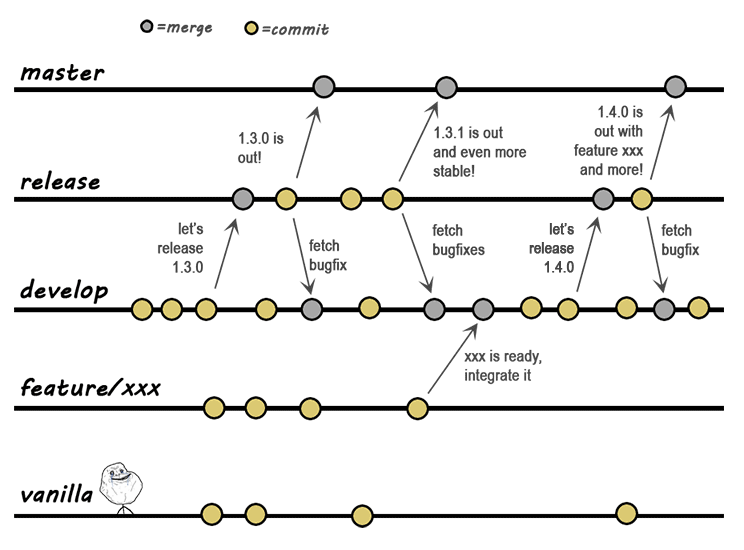 =merge =commit
master
1.3.0 is
out!
1.3.1 is out
and even more
stable!
1.4.0 is
out with
feature xxx
and more!
release
let's
release
1.3.0
fetch
bugfix
fetch
bugfixes
let's
release
1.4.0
fetch
bugfix
develop
xxx is ready,
integrate it
feature/xxx
vanilla